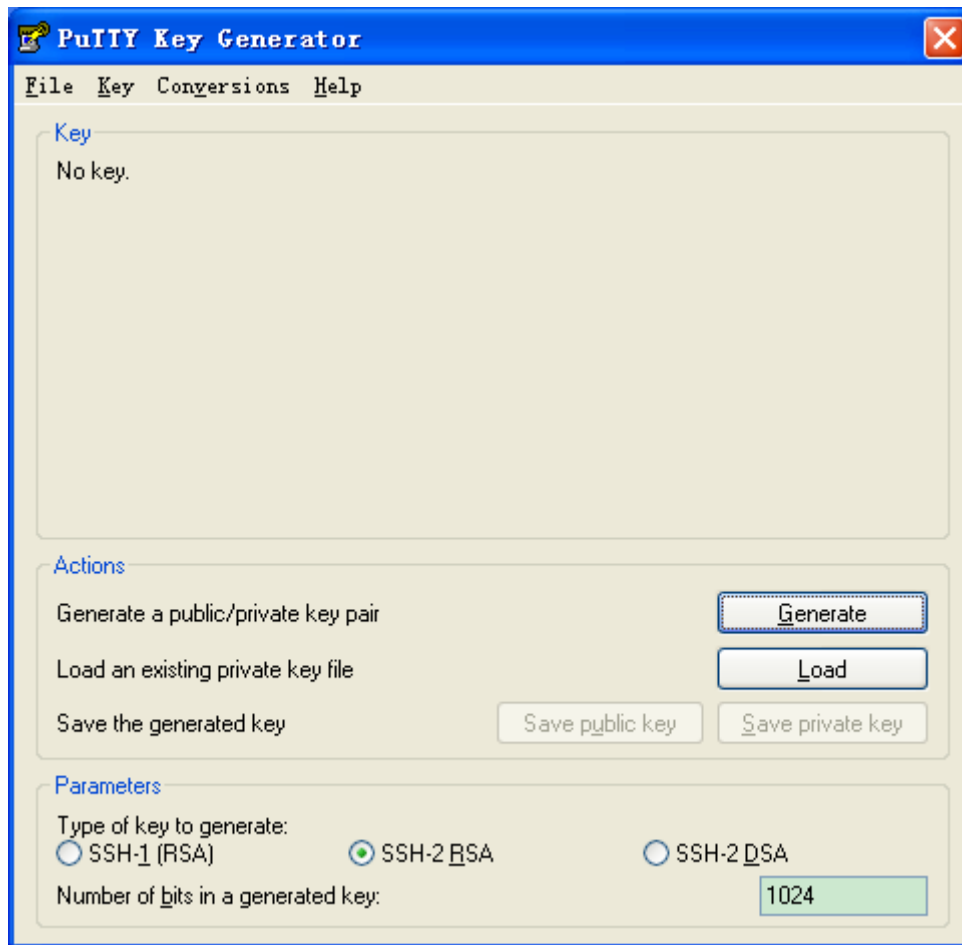 PuTTY Key Generator
File Key Conversions Help
Key
No key.
Actions
Generate a public/private key pair Generate
Load an existing private key file Load
Save the generated key Save public key Save private key
Parameters
Type of key to generate:
SSH-1 (RSA) SSH-2 RSA SSH-2 DSA
Number of bits in a generated key: 1024